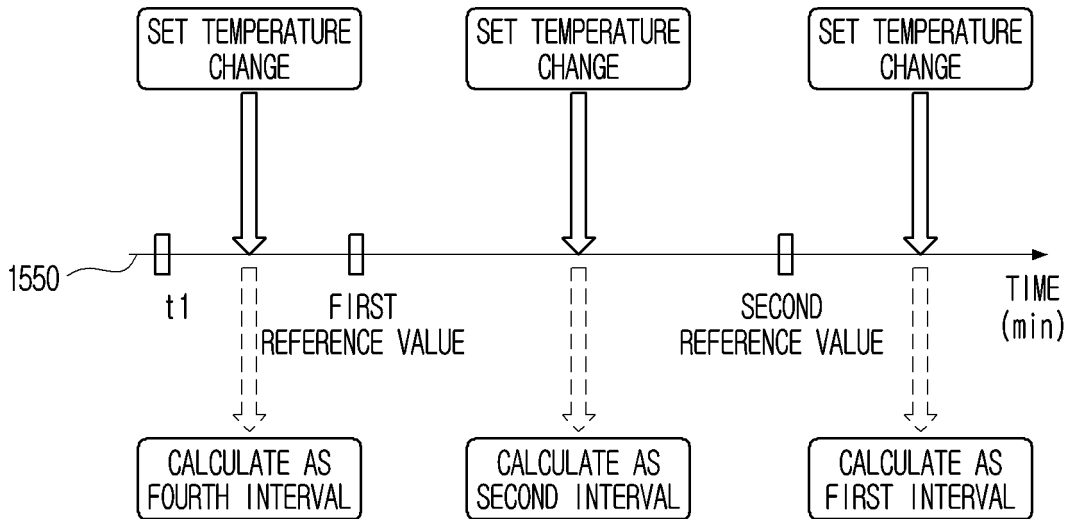 SET TEMPERATURE
CHANGE
SET TEMPERATURE
CHANGE
SET TEMPERATURE
CHANGE
1550
t1
FIRST
REFERENCE VALUE
SECOND
REFERENCE VALUE
TIME
(min)
CALCULATE AS
FOURTH INTERVAL
CALCULATE AS
SECOND INTERVAL
CALCULATE AS
FIRST INTERVAL